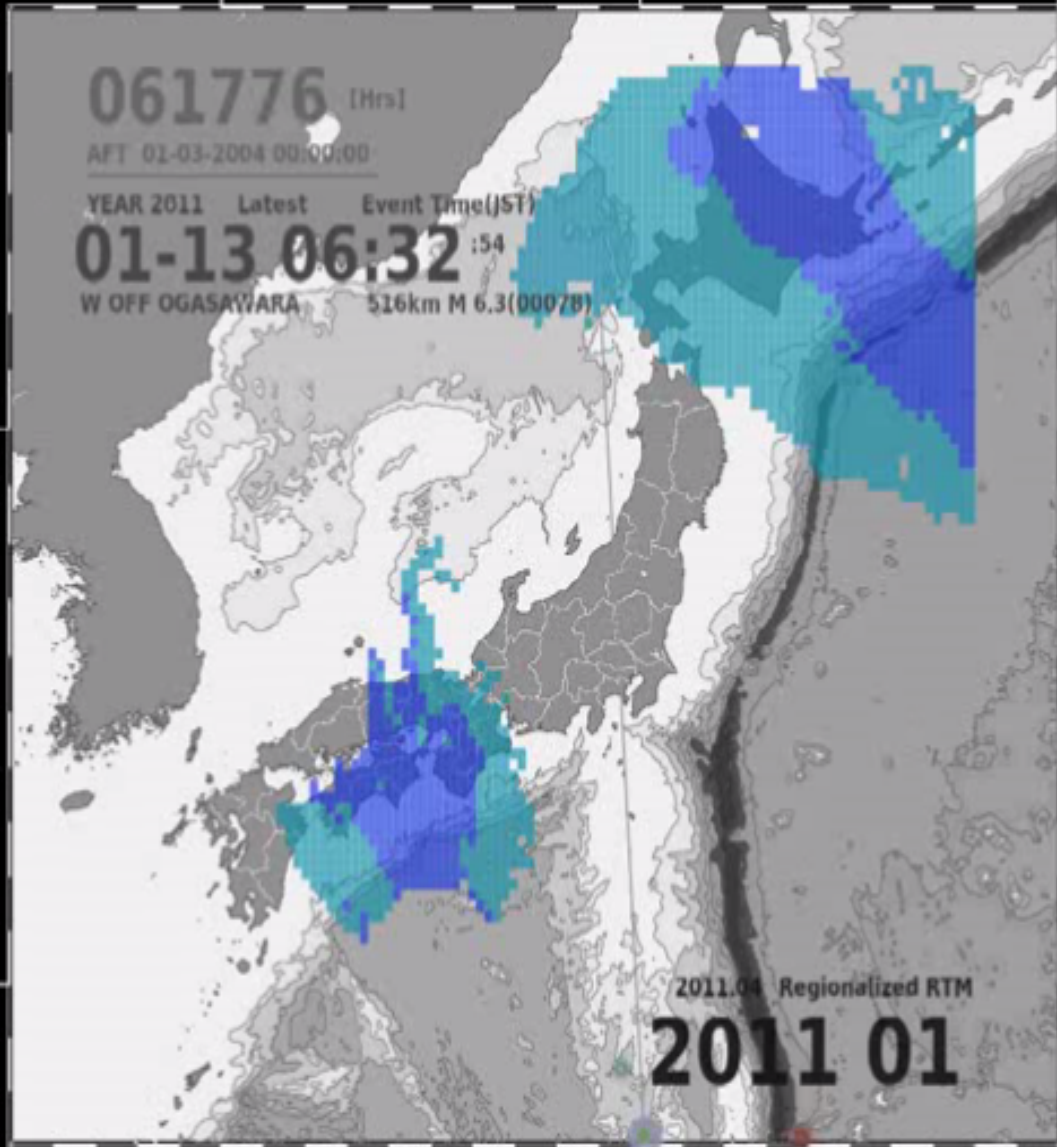 061776 [Hrs]
AFT 01-03-2004 00:00:00
YEAR 2011 Latest Event Time(JST)
01-13 06:32 :54
W OFF OGASAWARA 516km M 6.3(00078)
2011.04 Regionalized RTM
2011 01